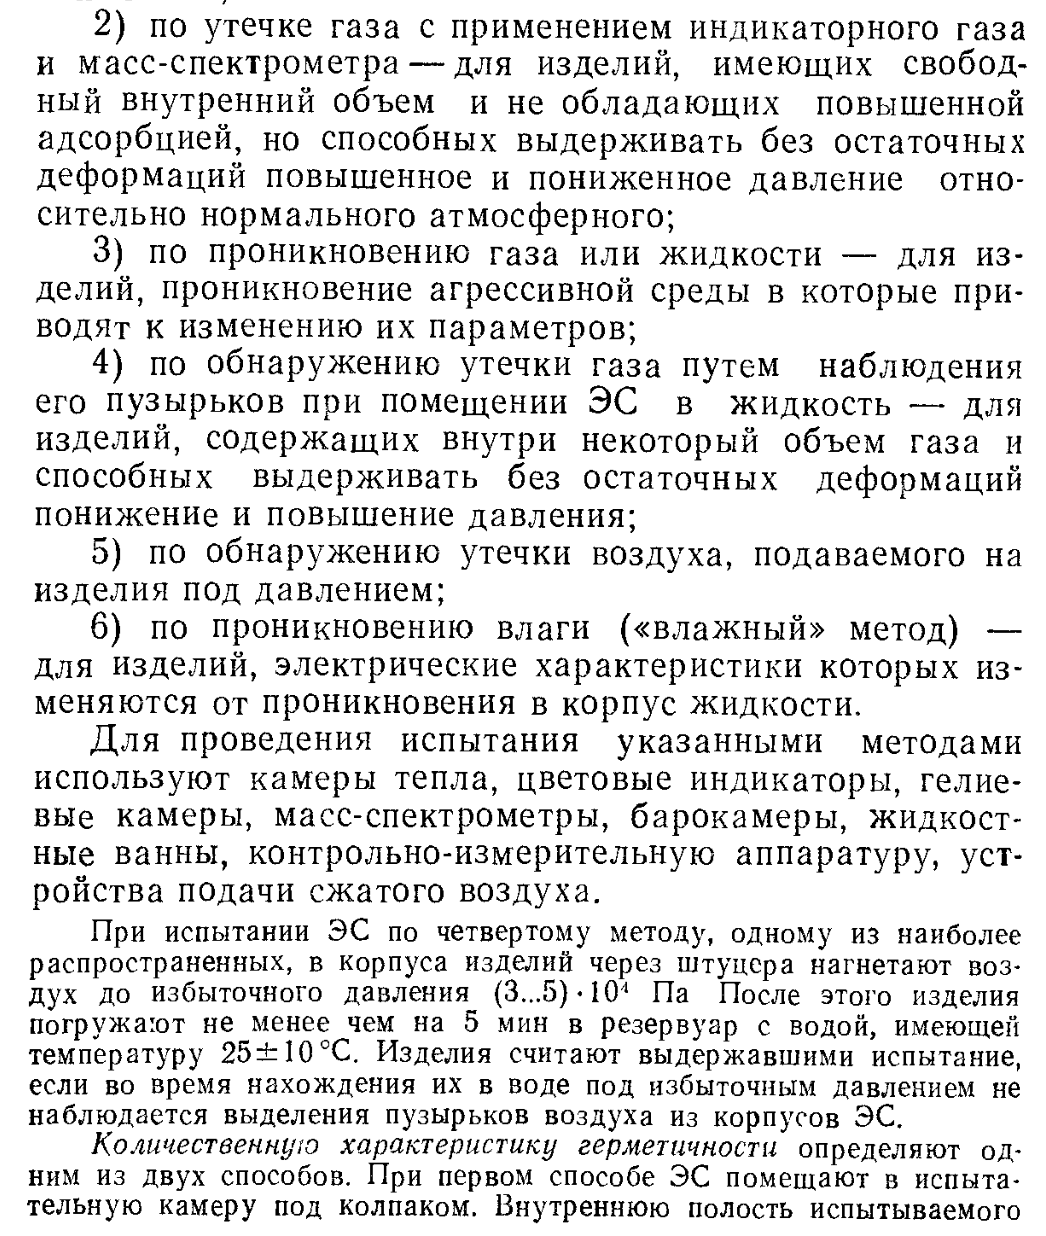 2) по утечке газа с применением индикаторного газа
и масс-спектрометра — для изделий, имеющих свобод-
ный внутренний объем и не обладающих повышенной
адсорбцией, но способных выдерживать без остаточных
деформаций повышенное и пониженное давление отно-
сительно нормального атмосферного;
3) по проникновению газа или жидкости — для из-
делий, проникновение агрессивной среды в которые при-
водят к изменению их параметров;
4) по обнаружению утечки газа путем наблюдения
его пузырьков при помещении ЭС в жидкость — для
изделий, содержащих внутри некоторый объем газа и
способных выдерживать без остаточных деформаций
понижение и повышение давления;
5) по обнаружению утечки воздуха, подаваемого на
изделия под давлением;
6) по проникновению влаги («влажный» метод) —
для изделий, электрические характеристики которых из-
меняются от проникновения в корпус жидкости.
Для проведения испытания указанными методами
используют камеры тепла, цветовые индикаторы, гелие-
вые камеры, масс-спектрометры, барокамеры, жидкост-
ные ванны, контрольно-измерительную аппаратуру, уст-
ройства подачи сжатого воздуха.
При испытании ЭС по четвертому методу, одному из наиболее
распространенных, в корпуса изделий через штуцера нагнетают воз-
дух до избыточного давления (3...5)·10⁴ Па После этого изделия
погружают не менее чем на 5 мин в резервуар с водой, имеющей
температуру 25±10 °С. Изделия считают выдержавшими испытание,
если во время нахождения их в воде под избыточным давлением не
наблюдается выделения пузырьков воздуха из корпусов ЭС.
Количественную характеристику герметичности определяют од-
ним из двух способов. При первом способе ЭС помещают в испыта-
тельную камеру под колпаком. Внутреннюю полость испытываемого